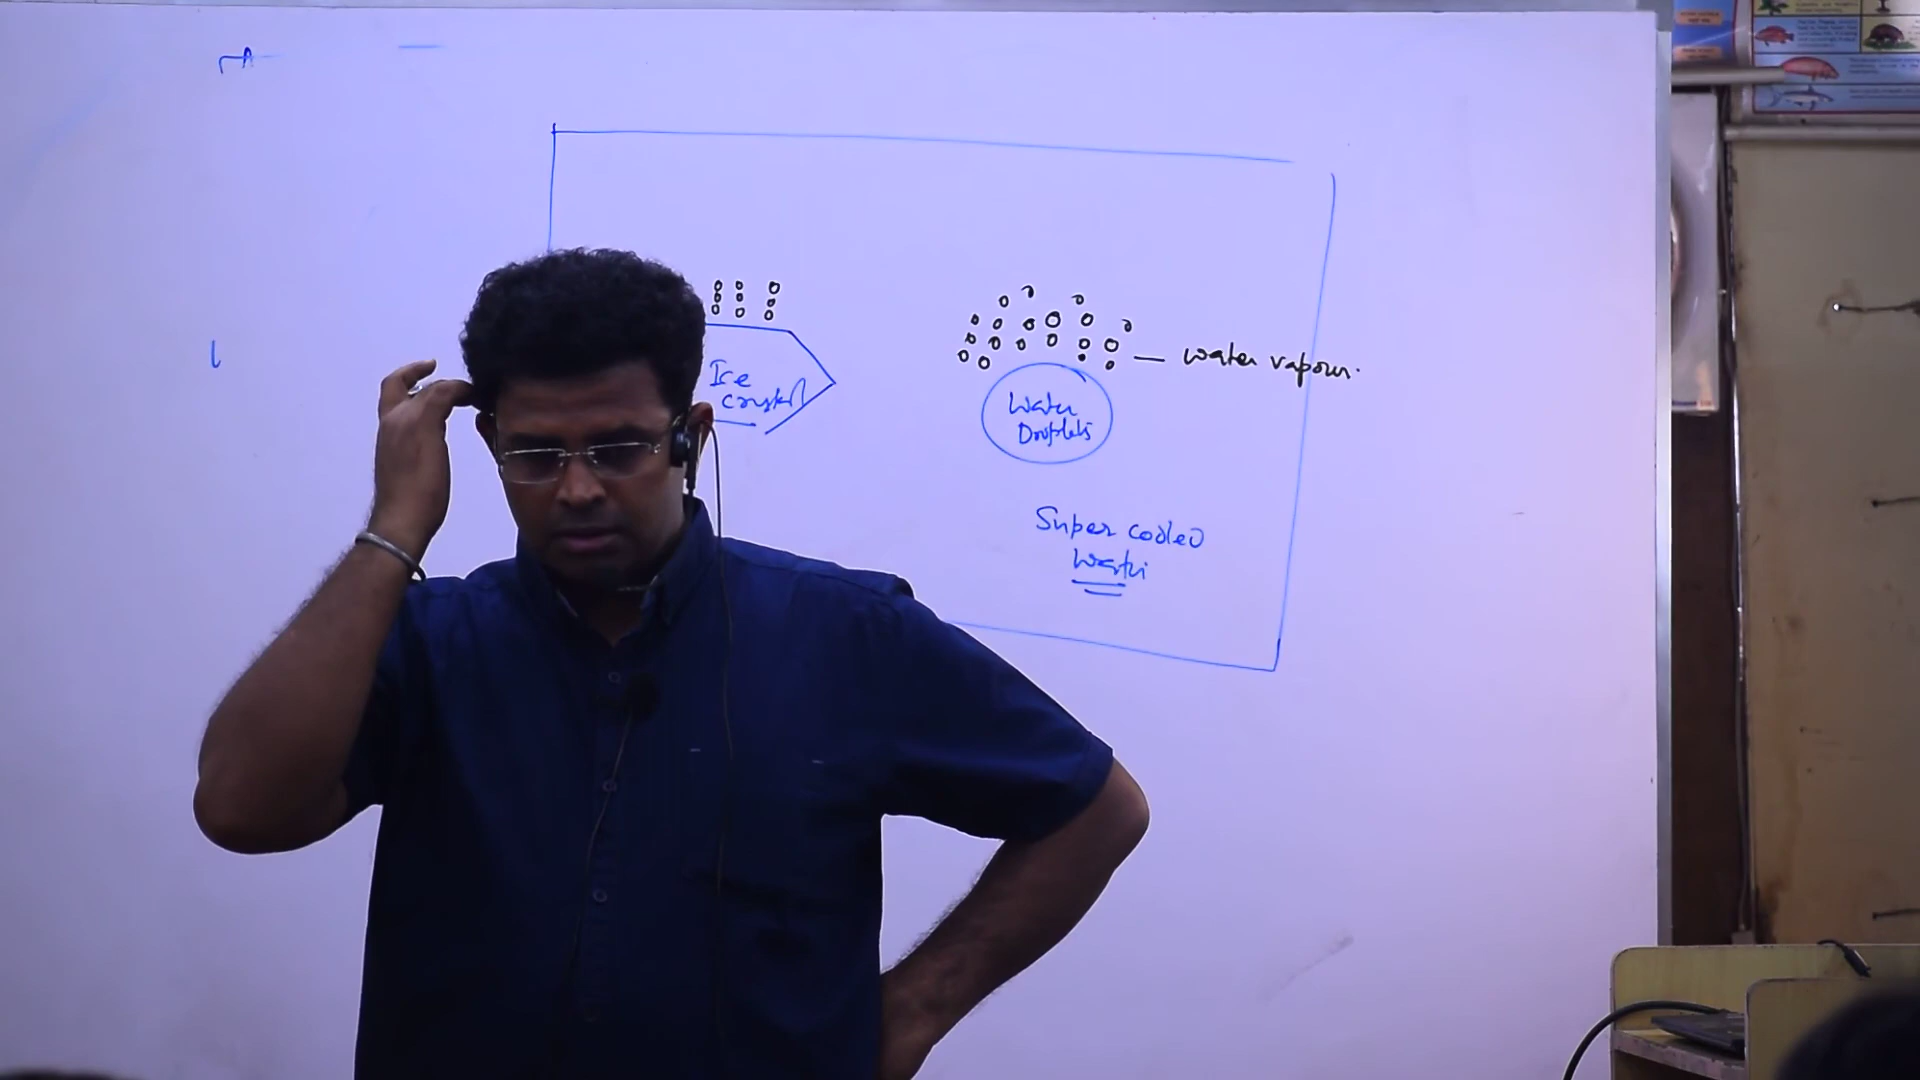 Ice
crystal
water vapour.
Water
Droplets
Super cooled
Water